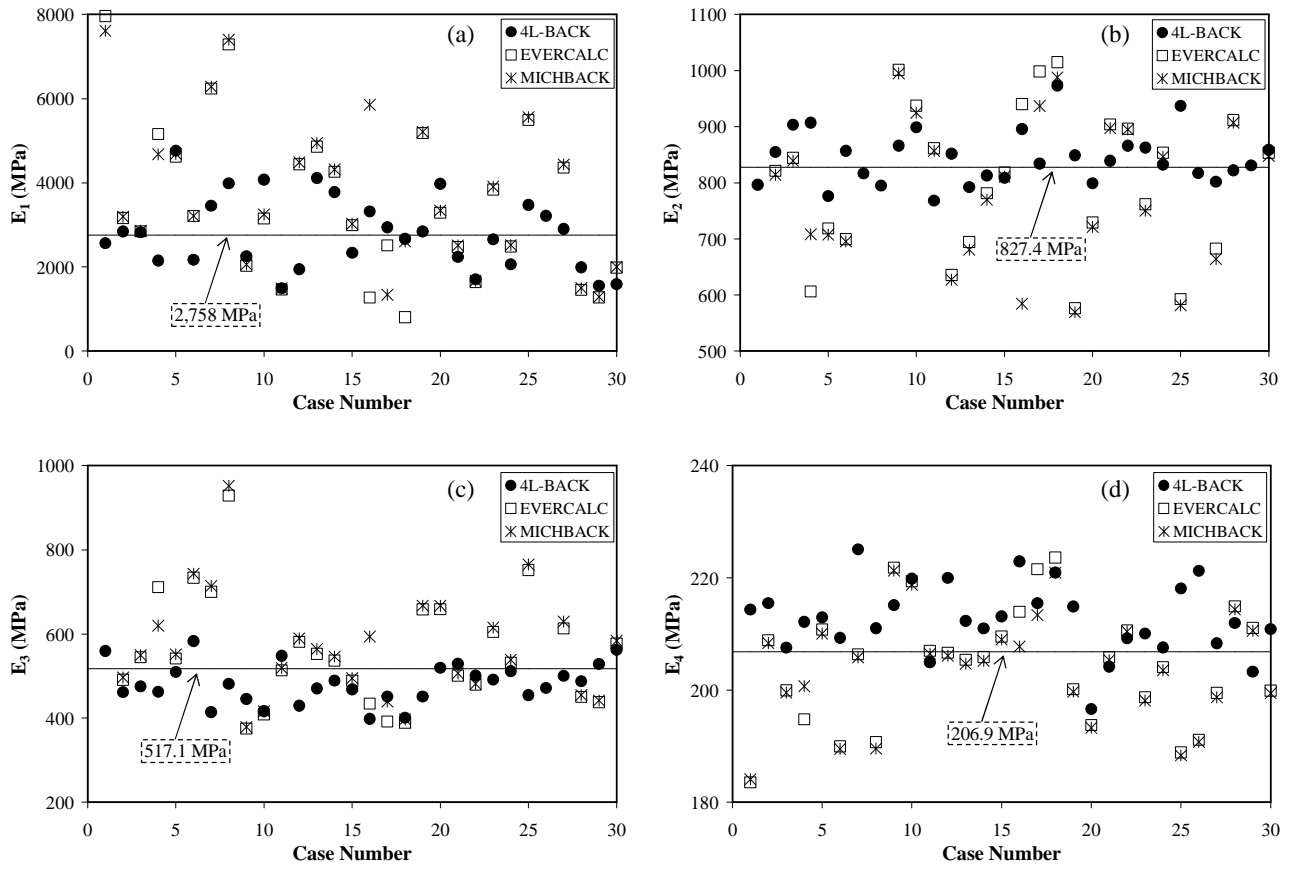 (a)
4L-BACK
EVERCALC
MICHBACK
8000
6000
4000
2000
0
E1 (MPa)
2,758 MPa
0 5 10 15 20 25 30
Case Number
(b)
4L-BACK
EVERCALC
MICHBACK
1100
1000
900
800
700
600
500
E2 (MPa)
827.4 MPa
0 5 10 15 20 25 30
Case Number
(c)
4L-BACK
EVERCALC
MICHBACK
1000
800
600
400
200
E3 (MPa)
517.1 MPa
0 5 10 15 20 25 30
Case Number
(d)
4L-BACK
EVERCALC
MICHBACK
240
220
200
180
E4 (MPa)
206.9 MPa
0 5 10 15 20 25 30
Case Number